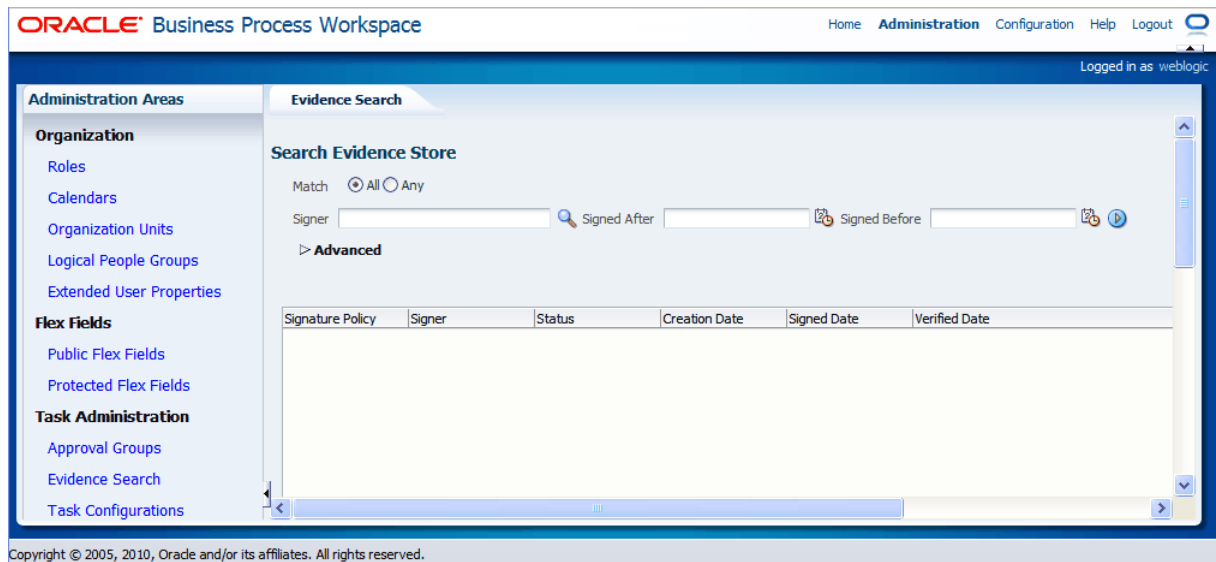 ORACLE Business Process Workspace
Home Administration Configuration Help Logout
Logged in as weblogic
Administration Areas
Organization
Roles
Calendars
Organization Units
Logical People Groups
Extended User Properties
Flex Fields
Public Flex Fields
Protected Flex Fields
Task Administration
Approval Groups
Evidence Search
Task Configurations
Evidence Search
Search Evidence Store
Match All Any
Signer Signed After Signed Before
Advanced
Signature Policy Signer Status Creation Date Signed Date Verified Date
Copyright © 2005, 2010, Oracle and/or its affiliates. All rights reserved.